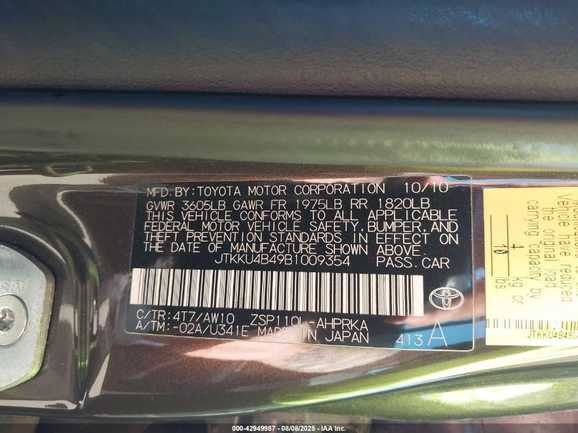 MFD.BY:TOYOTA MOTOR CORPORATION 10/10
GVWR 3605LB GAWR FR 1975LB RR 1820LB
THIS VEHICLE CONFORMS TO ALL APPLICABLE
FEDERAL MOTOR VEHICLE SAFETY, BUMPER, AND
THEFT PREVENTION STANDARDS IN EFFECT ON
THE DATE OF MANUFACTURE SHOWN ABOVE.
JTKKU4B49B1009354 PASS.CAR
C/TR:4T7/AW10 ZSP110L-AHPRKA
A/TM:-02A/U341E MADE IN JAPAN 413 A
carrying capacity
000-42949987 - 08/08/2025 - IAA Inc.